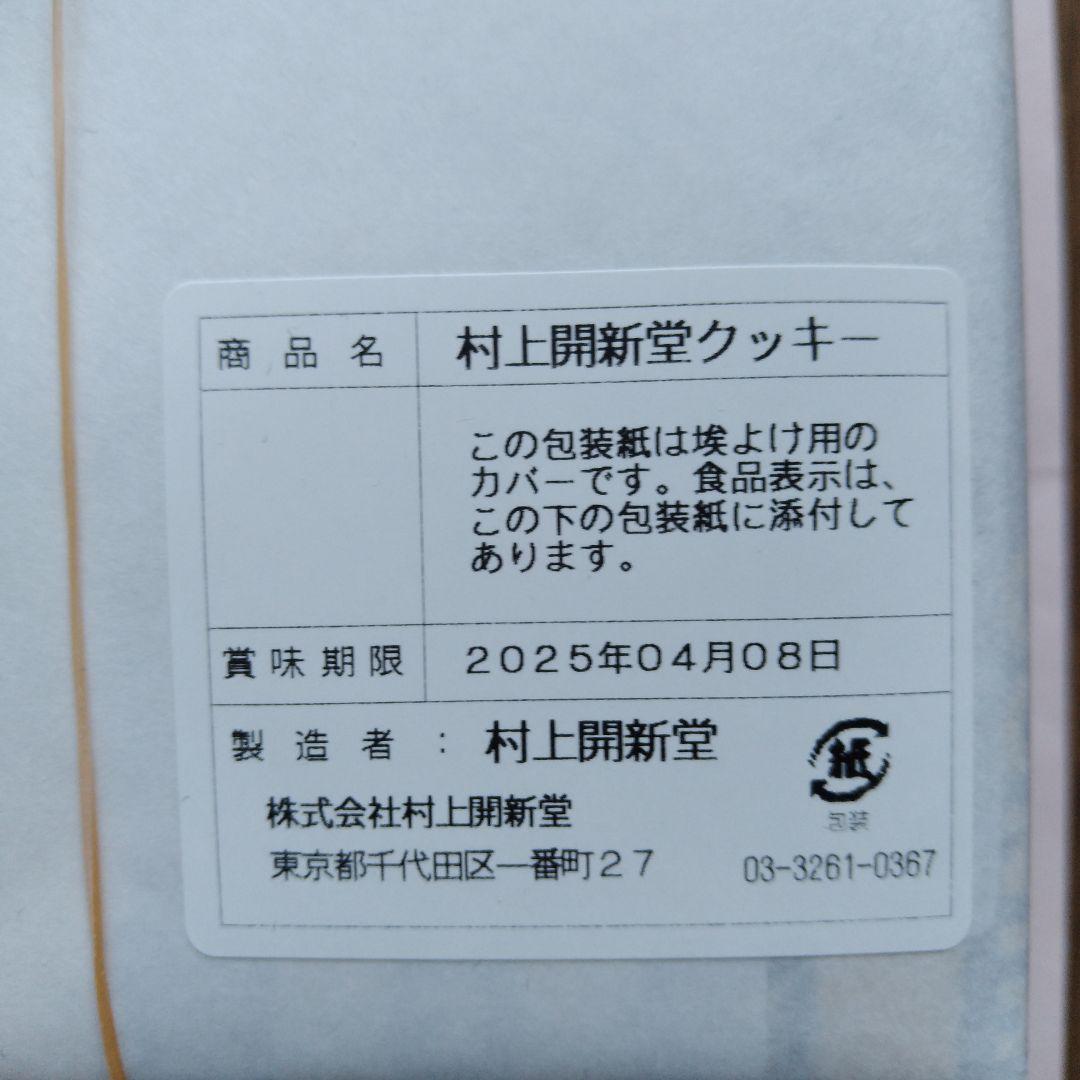 商品名 村上開新堂クッキー
この包装紙は埃よけ用の
カバーです。食品表示は、
この下の包装紙に添付して
あります。
賞味期限 2025年04月08日
製造者: 村上開新堂
紙
包装
株式会社村上開新堂
東京都千代田区一番町27 03-3261-0367